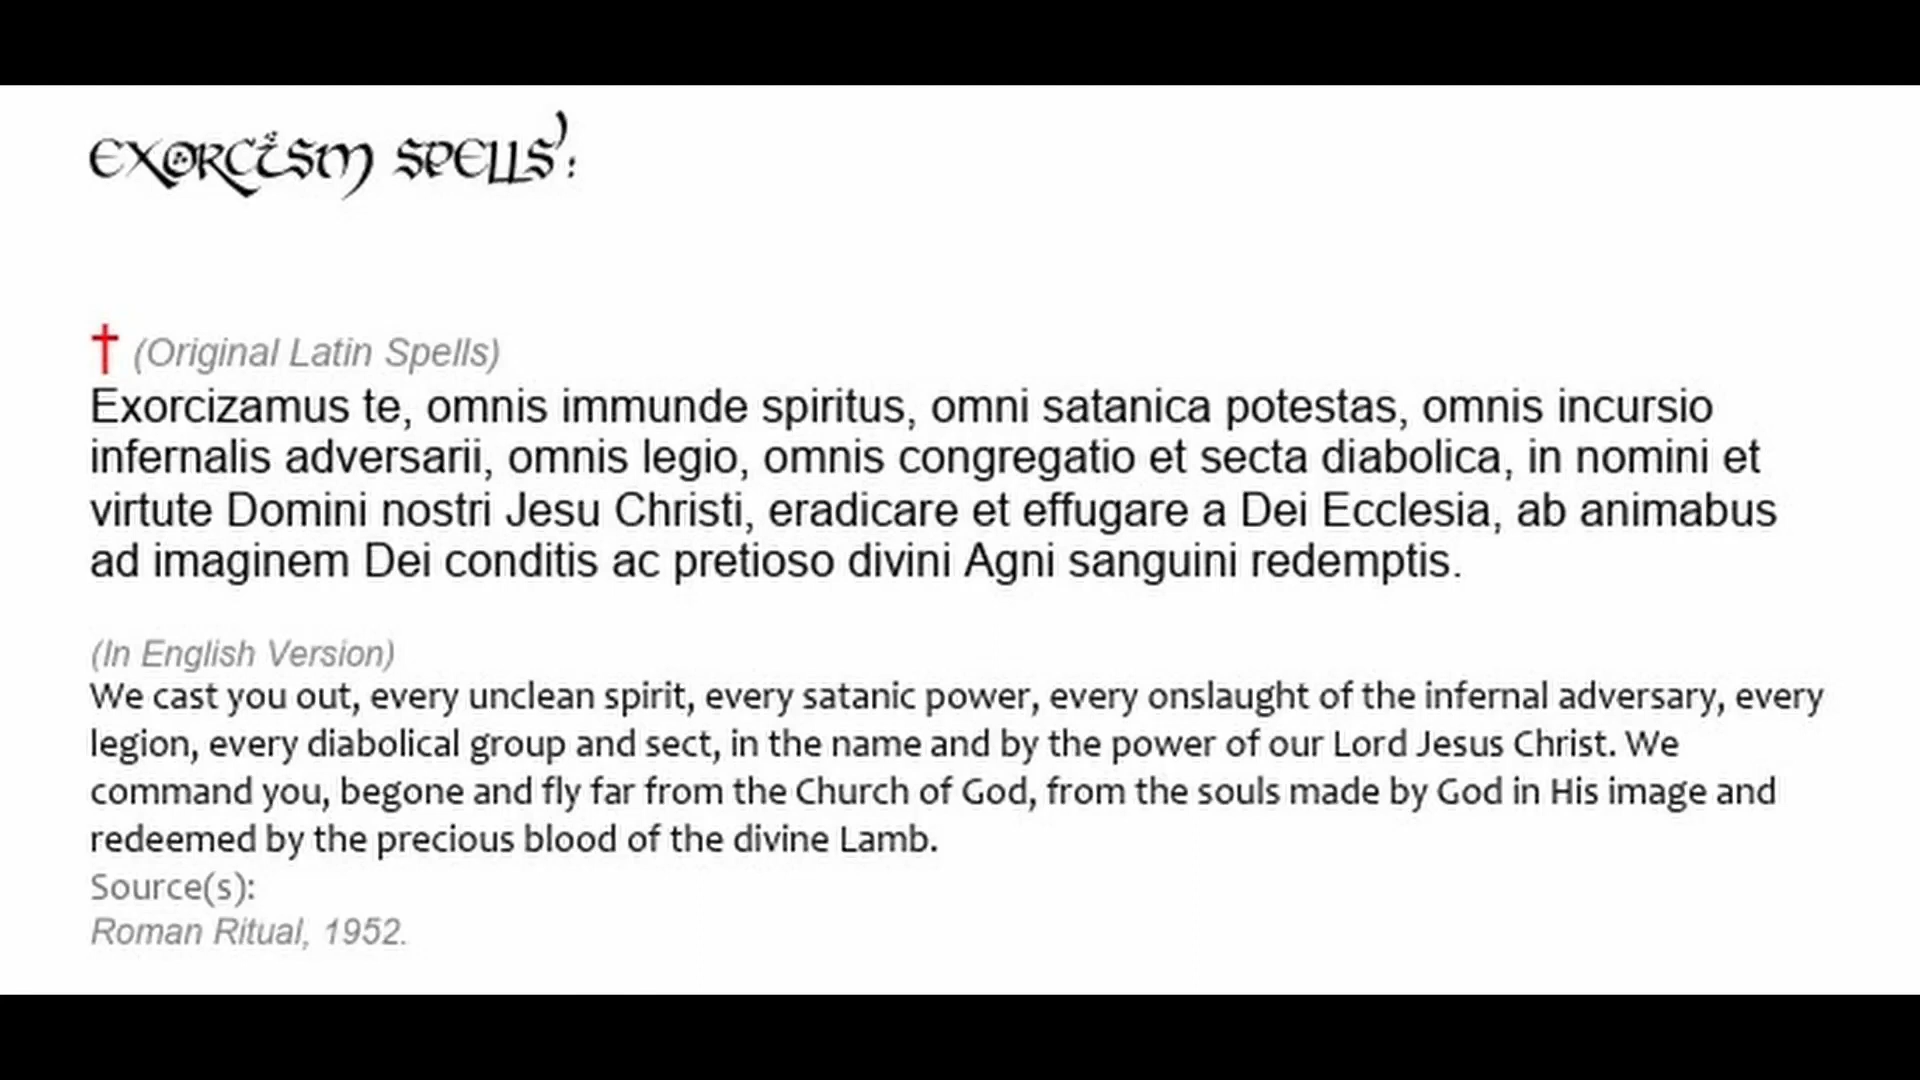 EXORCISM SPELLS:
† (Original Latin Spells)
Exorcizamus te, omnis immunde spiritus, omni satanica potestas, omnis incursio
infernalis adversarii, omnis legio, omnis congregatio et secta diabolica, in nomini et
virtute Domini nostri Jesu Christi, eradicare et effugare a Dei Ecclesia, ab animabus
ad imaginem Dei conditis ac pretioso divini Agni sanguini redemptis.
(In English Version)
We cast you out, every unclean spirit, every satanic power, every onslaught of the infernal adversary, every
legion, every diabolical group and sect, in the name and by the power of our Lord Jesus Christ. We
command you, begone and fly far from the Church of God, from the souls made by God in His image and
redeemed by the precious blood of the divine Lamb.
Source(s):
Roman Ritual, 1952.